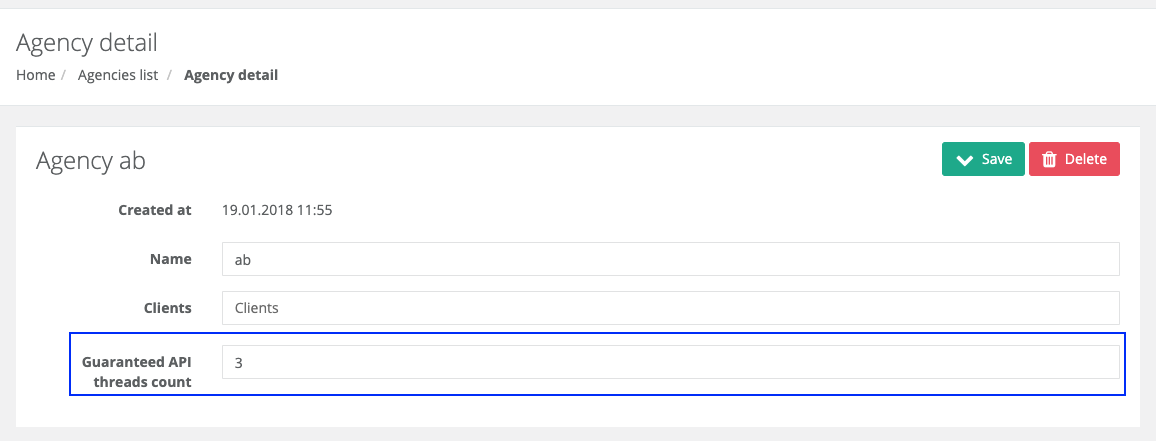 Agency detail
Home / Agencies list / Agency detail
Agency ab
Save Delete
Created at 19.01.2018 11:55
Name ab
Clients Clients
Guaranteed API 3
threads count